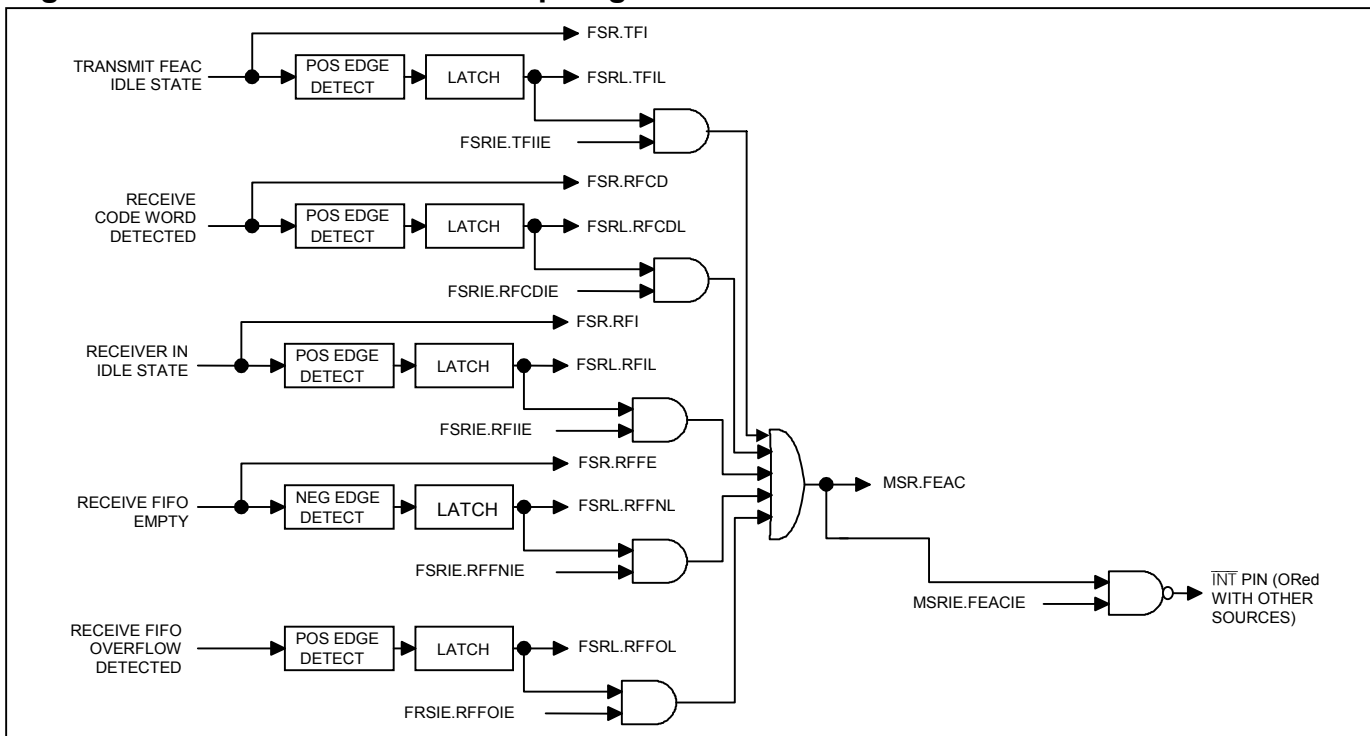 FSR.TFI
TRANSMIT FEAC
IDLE STATE
POS EDGE
DETECT
LATCH
FSRL.TFIL
FSRIE.TFIIE
FSR.RFCD
RECEIVE
CODE WORD
DETECTED
POS EDGE
DETECT
LATCH
FSRL.RFCDL
FSRIE.RFCDIE
FSR.RFI
RECEIVER IN
IDLE STATE
POS EDGE
DETECT
LATCH
FSRL.RFIL
FSRIE.RFIIE
FSR.RFFE
RECEIVE FIFO
EMPTY
NEG EDGE
DETECT
LATCH
FSRL.RFFNL
FSRIE.RFFNIE
RECEIVE FIFO
OVERFLOW
DETECTED
POS EDGE
DETECT
LATCH
FSRL.RFFOL
FRSIE.RFFOIE
MSR.FEAC
MSRIE.FEACIE
INT PIN (ORed
WITH OTHER
SOURCES)